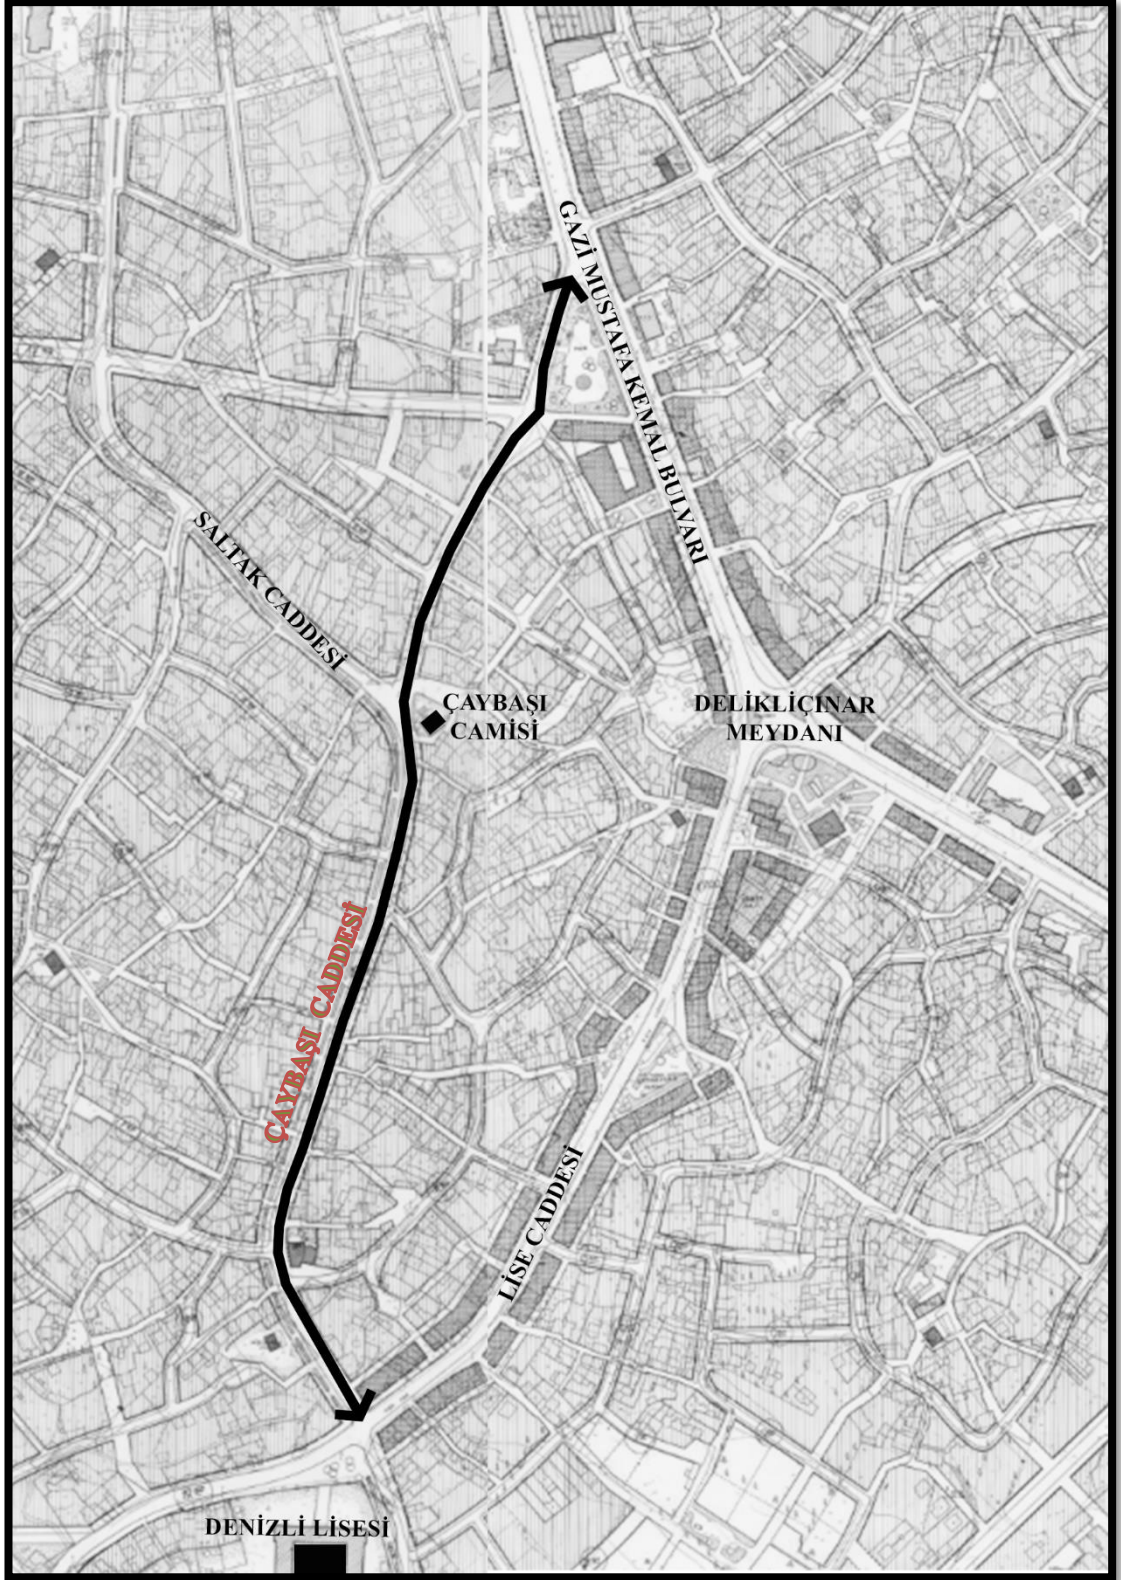 GAZİ MUSTAFA KEMAL BULVARI
SALTAK CADDESİ
ÇAYBAŞI
CAMİSİ
DELİKLİÇINAR
MEYDANI
ÇAYBAŞI CADDESİ
LİSE CADDESİ
DENİZLİ LİSESİ